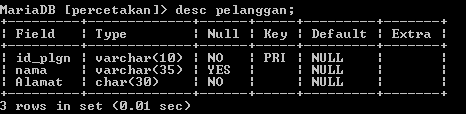 MariaDB [percetakan]> desc pelanggan;
+---------+-------------+------+-----+---------+-------+
| Field   | Type        | Null | Key | Default | Extra |
+---------+-------------+------+-----+---------+-------+
| id_plgn | varchar(10) | NO   | PRI | NULL    |       |
| nama    | varchar(35) | YES  |     | NULL    |       |
| Alamat  | char(30)    | NO   |     | NULL    |       |
+---------+-------------+------+-----+---------+-------+
3 rows in set (0.01 sec)